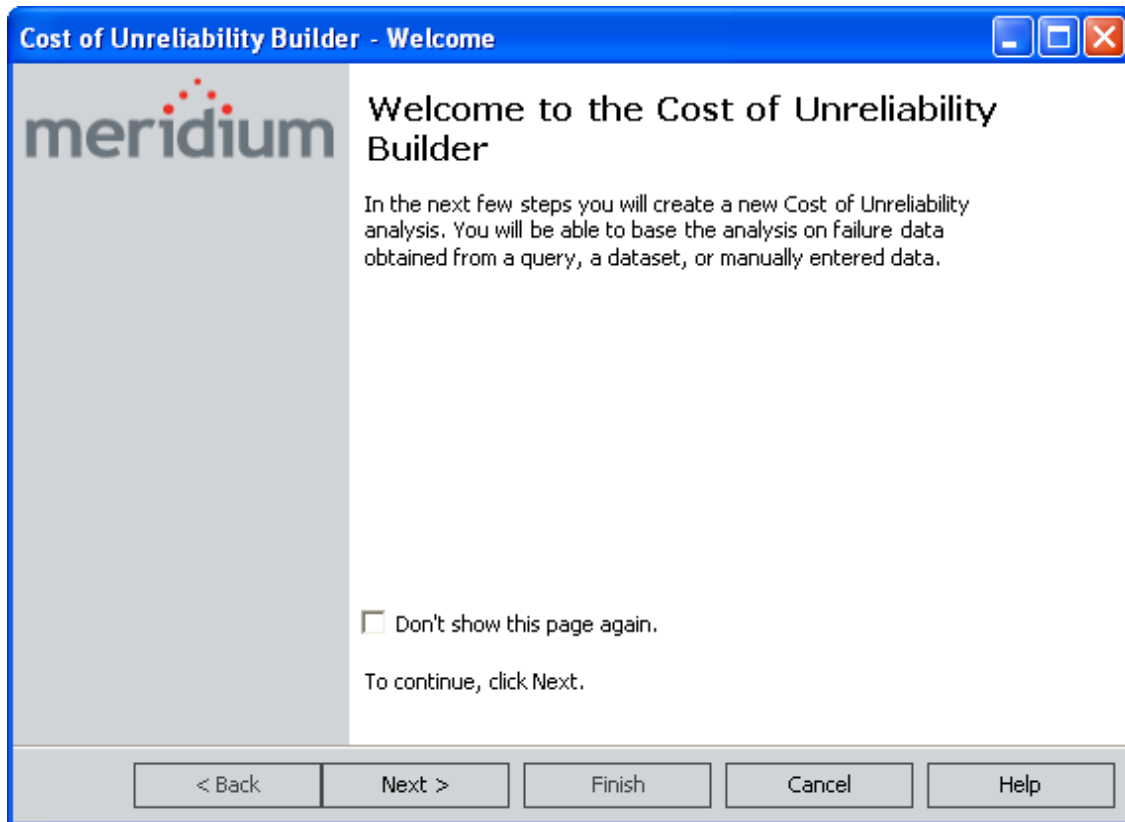 Cost of Unreliability Builder - Welcome
meridium
Welcome to the Cost of Unreliability
Builder
In the next few steps you will create a new Cost of Unreliability
analysis. You will be able to base the analysis on failure data
obtained from a query, a dataset, or manually entered data.
Don't show this page again.
To continue, click Next.
< Back
Next >
Finish
Cancel
Help